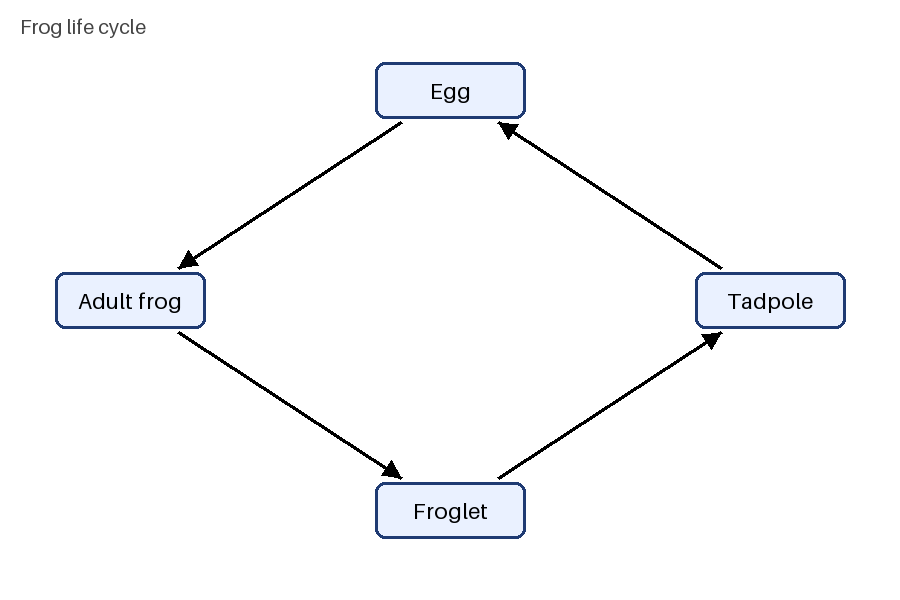 Frog life cycle
Egg
Adult frog
Tadpole
Froglet